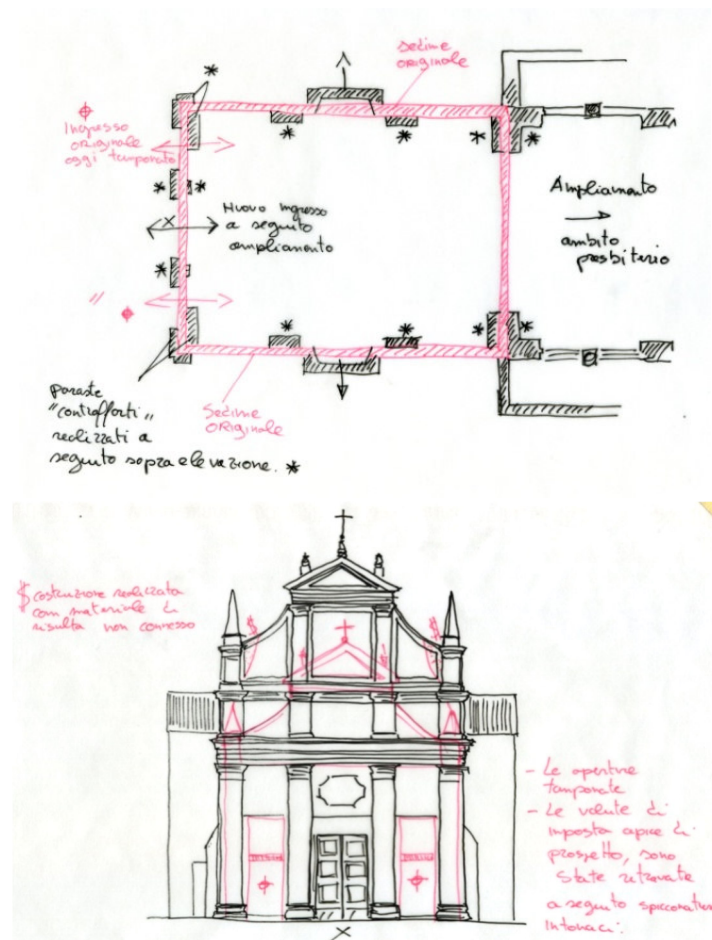 Sedime
originale
*
Ingresso
originale
oggi tamponato
* * * *
* *
Nuovo ingresso
a seguito
ampliamento
X
Ampliamento
ambito
presbiterio
*
"
* * * *
paraste
"contrafforti"
realizzati a
seguito sopraelevazione. *
Sedime
originale
$ costruzione realizzata
con materiale di
risulta non connesso
- Le aperture
tamponate
- Le volute di
imposta apice di
prospetto, sono
state ritrovate
a seguito spicconatura
intonaci.
X